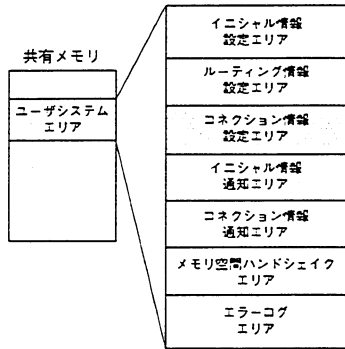 共有メモリ
ユーザシステム
エリア
イニシャル情報
設定エリア
ルーティング情報
設定エリア
コネクション情報
設定エリア
イニシャル情報
通知エリア
コネクション情報
通知エリア
メモリ空間ハンドシェイク
エリア
エラーログ
エリア